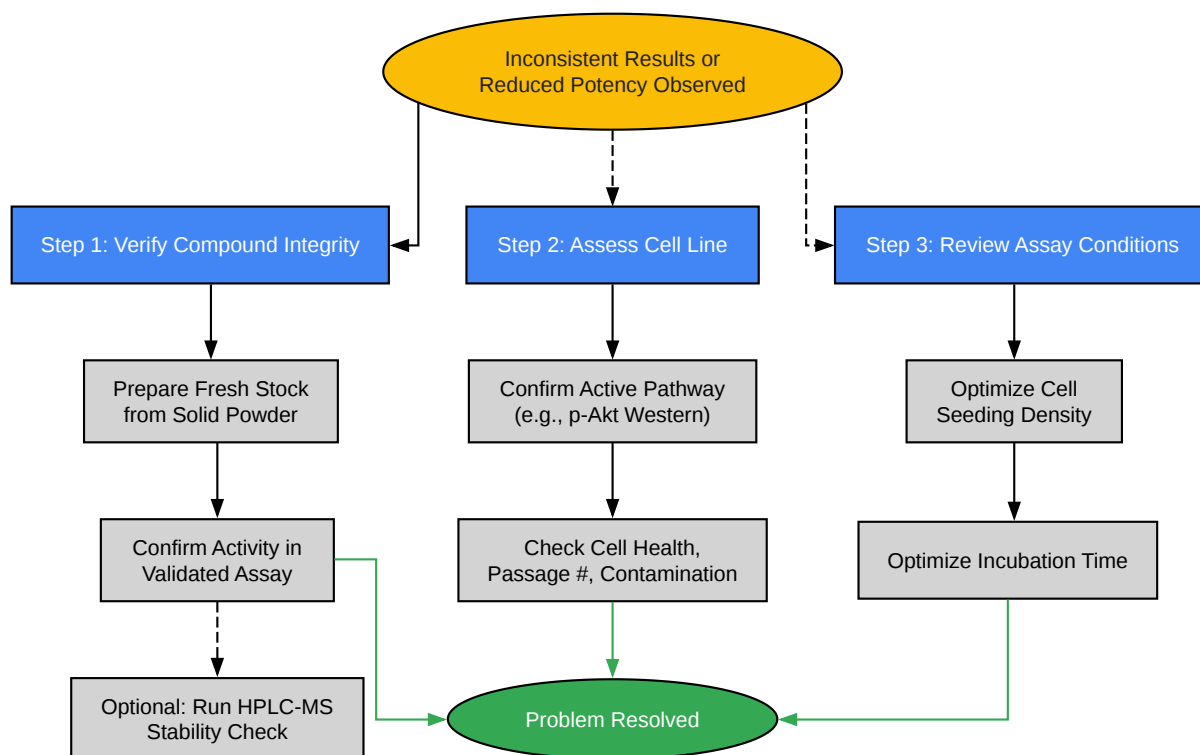 Inconsistent Results or
Reduced Potency Observed
Step 1: Verify Compound Integrity
Step 2: Assess Cell Line
Step 3: Review Assay Conditions
Prepare Fresh Stock
from Solid Powder
Confirm Active Pathway
(e.g., p-Akt Western)
Optimize Cell
Seeding Density
Confirm Activity in
Validated Assay
Check Cell Health,
Passage #, Contamination
Optimize Incubation Time
Optional: Run HPLC-MS
Stability Check
Problem Resolved